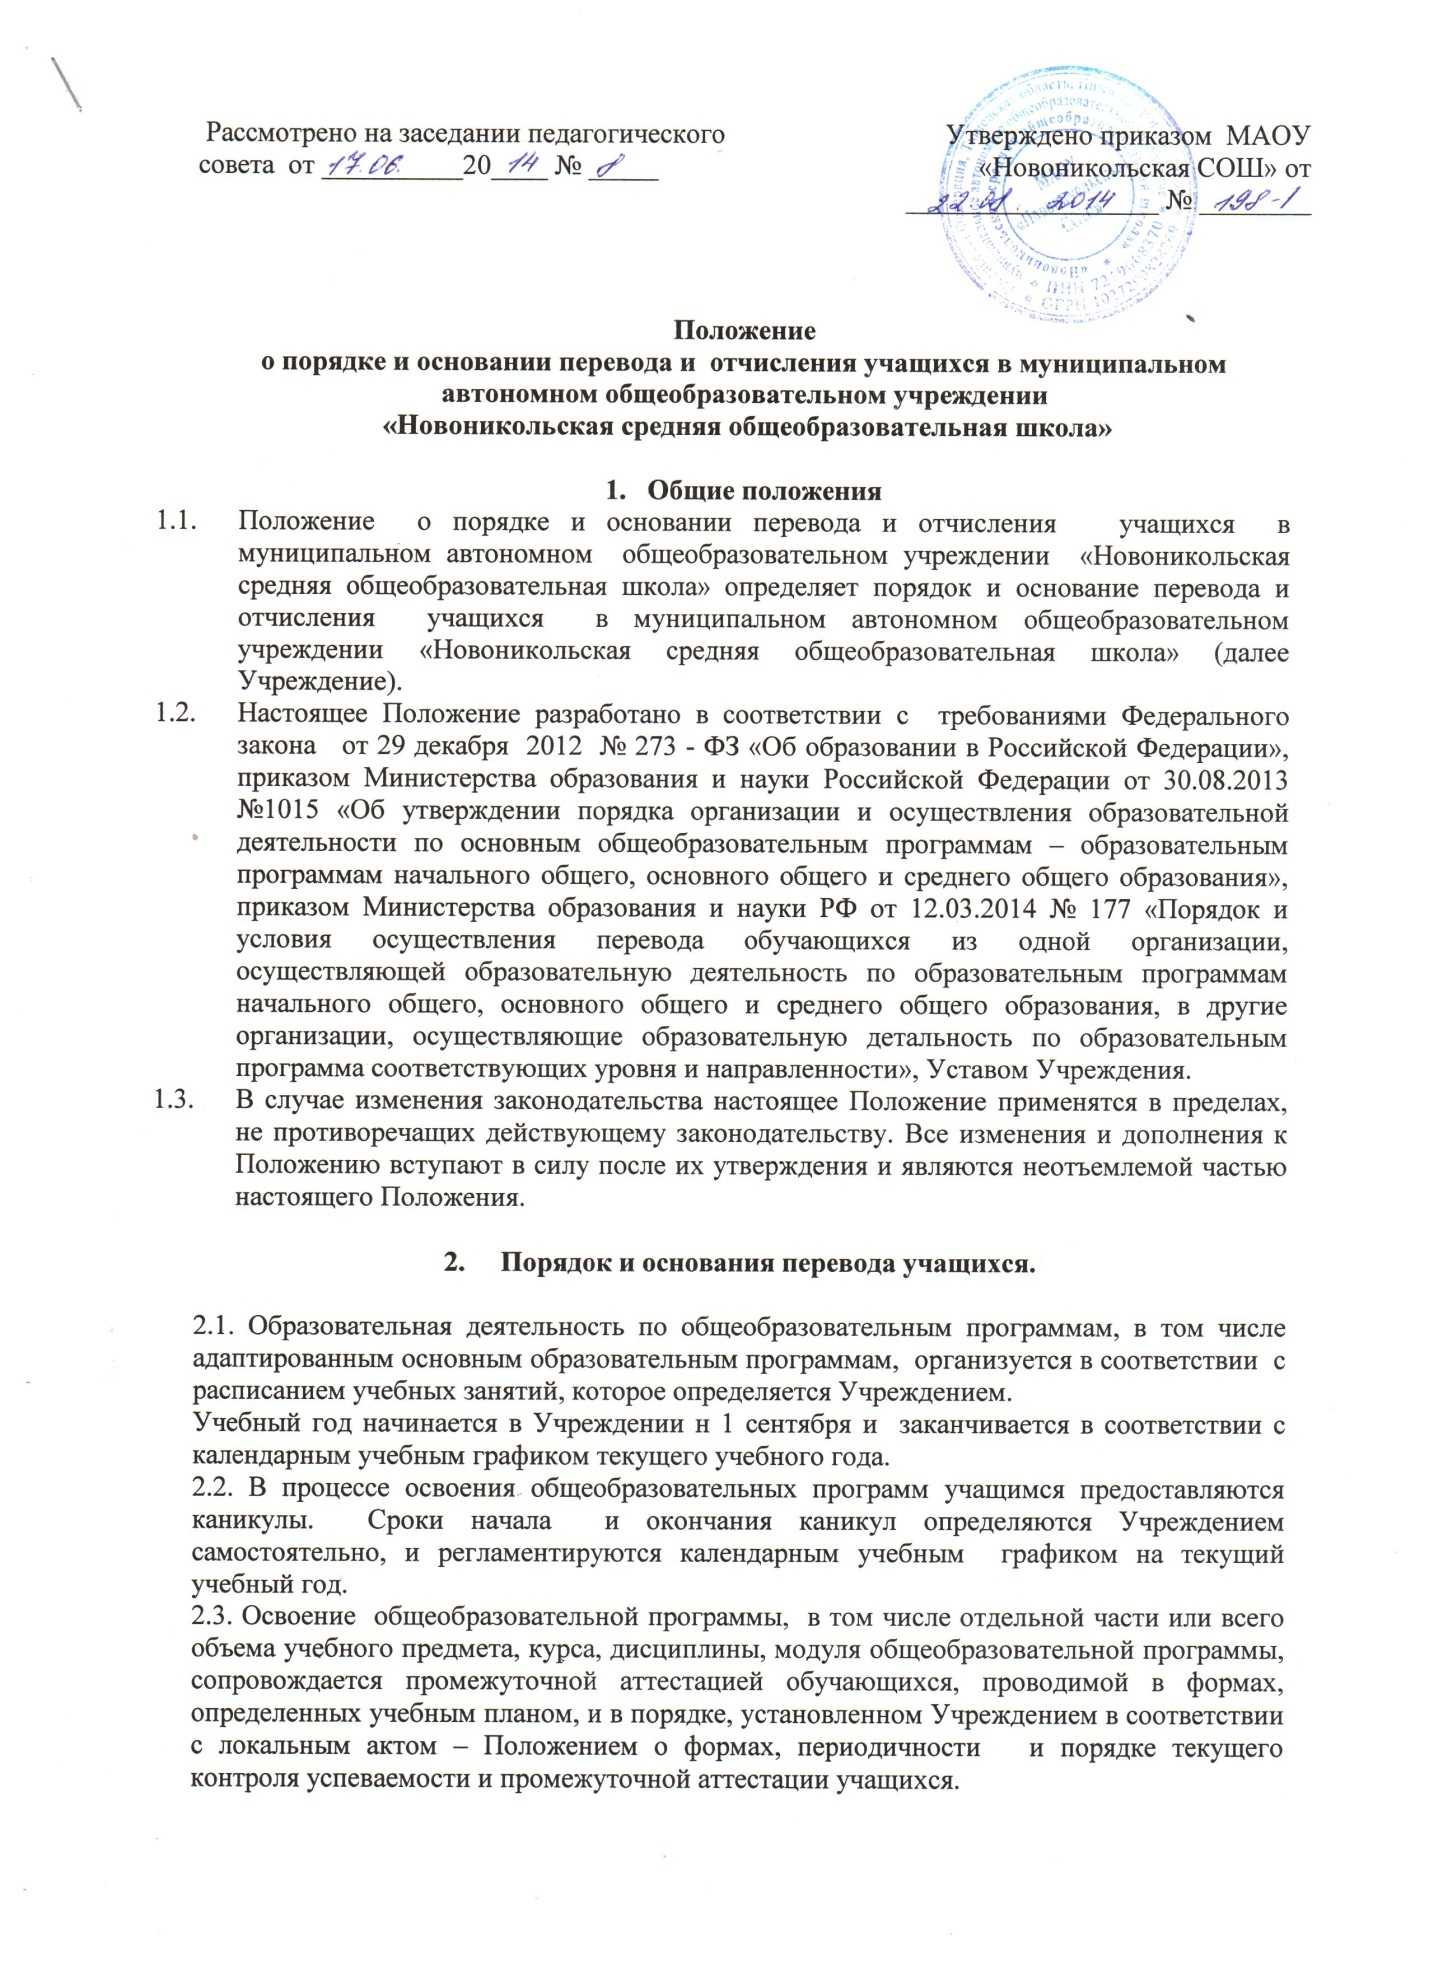 Рассмотрено на заседании педагогического
совета от 17.06. 2014 № 8
Утверждено приказом МАОУ
«Новоникольская СОШ» от
22.08 2014 № 198-1
Положение
о порядке и основании перевода и отчисления учащихся в муниципальном
автономном общеобразовательном учреждении
«Новоникольская средняя общеобразовательная школа»
1. Общие положения
1.1. Положение о порядке и основании перевода и отчисления учащихся в
муниципальном автономном общеобразовательном учреждении «Новоникольская
средняя общеобразовательная школа» определяет порядок и основание перевода и
отчисления учащихся в муниципальном автономном общеобразовательном
учреждении «Новоникольская средняя общеобразовательная школа» (далее
Учреждение).
1.2. Настоящее Положение разработано в соответствии с требованиями Федерального
закона от 29 декабря 2012 № 273 - ФЗ «Об образовании в Российской Федерации»,
приказом Министерства образования и науки Российской Федерации от 30.08.2013
№1015 «Об утверждении порядка организации и осуществления образовательной
деятельности по основным общеобразовательным программам – образовательным
программам начального общего, основного общего и среднего общего образования»,
приказом Министерства образования и науки РФ от 12.03.2014 № 177 «Порядок и
условия осуществления перевода обучающихся из одной организации,
осуществляющей образовательную деятельность по образовательным программам
начального общего, основного общего и среднего общего образования, в другие
организации, осуществляющие образовательную детальность по образовательным
программа соответствующих уровня и направленности», Уставом Учреждения.
1.3. В случае изменения законодательства настоящее Положение применятся в пределах,
не противоречащих действующему законодательству. Все изменения и дополнения к
Положению вступают в силу после их утверждения и являются неотъемлемой частью
настоящего Положения.
2. Порядок и основания перевода учащихся.
2.1. Образовательная деятельность по общеобразовательным программам, в том числе
адаптированным основным образовательным программам, организуется в соответствии с
расписанием учебных занятий, которое определяется Учреждением.
Учебный год начинается в Учреждении н 1 сентября и заканчивается в соответствии с
календарным учебным графиком текущего учебного года.
2.2. В процессе освоения общеобразовательных программ учащимся предоставляются
каникулы. Сроки начала и окончания каникул определяются Учреждением
самостоятельно, и регламентируются календарным учебным графиком на текущий
учебный год.
2.3. Освоение общеобразовательной программы, в том числе отдельной части или всего
объема учебного предмета, курса, дисциплины, модуля общеобразовательной программы,
сопровождается промежуточной аттестацией обучающихся, проводимой в формах,
определенных учебным планом, и в порядке, установленном Учреждением в соответствии
с локальным актом – Положением о формах, периодичности и порядке текущего
контроля успеваемости и промежуточной аттестации учащихся.